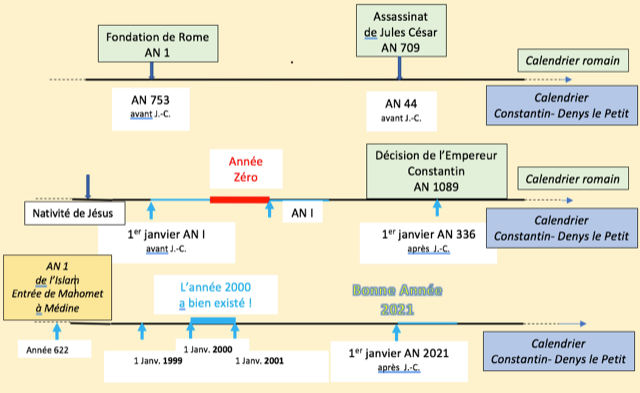 Fondation de Rome
AN 1
Assassinat
de Jules César
AN 709
Calendrier romain
AN 753
avant J.-C.
AN 44
avant J.-C.
Calendrier
Constantin- Denys le Petit
Année
Zéro
Décision de l'Empereur
Constantin
AN 1089
Calendrier romain
Nativité de Jésus
AN I
1er janvier AN I
avant J.-C.
1er janvier AN 336
après J.-C.
Calendrier
Constantin- Denys le Petit
AN 1
de l'Islam
Entrée de Mahomet
à Médine
L'année 2000
a bien existé !
Bonne Année
2021
Année 622
1 Janv. 1999
1 Janv. 2000
1 Janv. 2001
1er janvier AN 2021
après J.-C.
Calendrier
Constantin- Denys le Petit